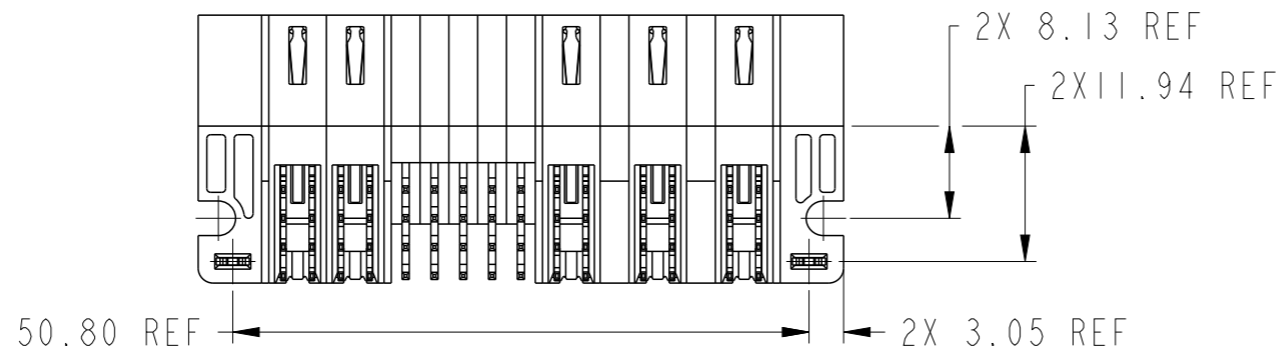 2X 8.13 REF
2X11.94 REF
50.80 REF
2X 3.05 REF